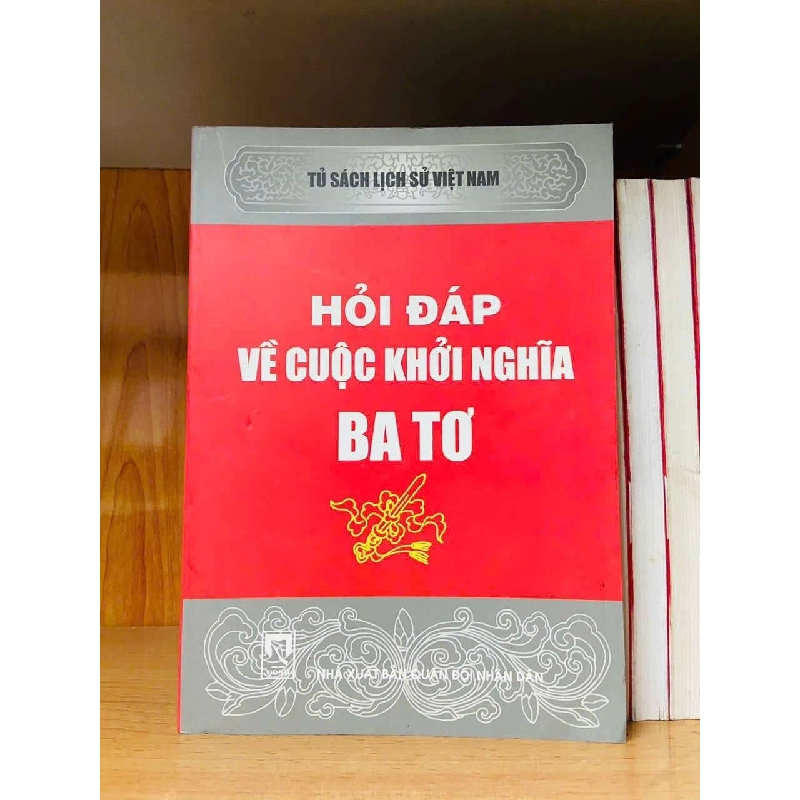 TỦ SÁCH LỊCH SỬ VIỆT NAM
HỎI ĐÁP
VỀ CUỘC KHỞI NGHĨA
BA TƠ
NHÀ XUẤT BẢN QUÂN ĐỘI NHÂN DÂN